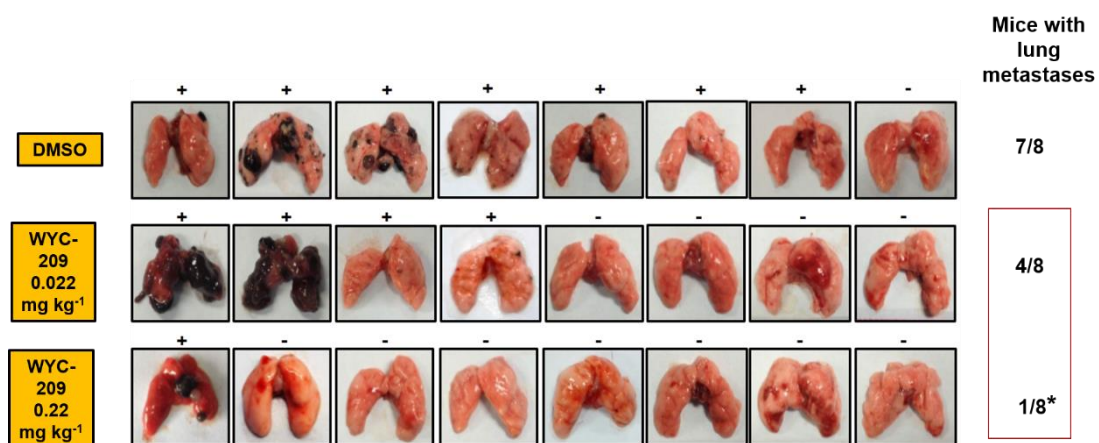 Mice with
lung
metastases
+ + + + + + + -
DMSO
7/8
+ + + + - - - -
WYC-
209
0.022
mg kg⁻¹
4/8
+ - - - - - - -
WYC-
209
0.22
mg kg⁻¹
1/8*